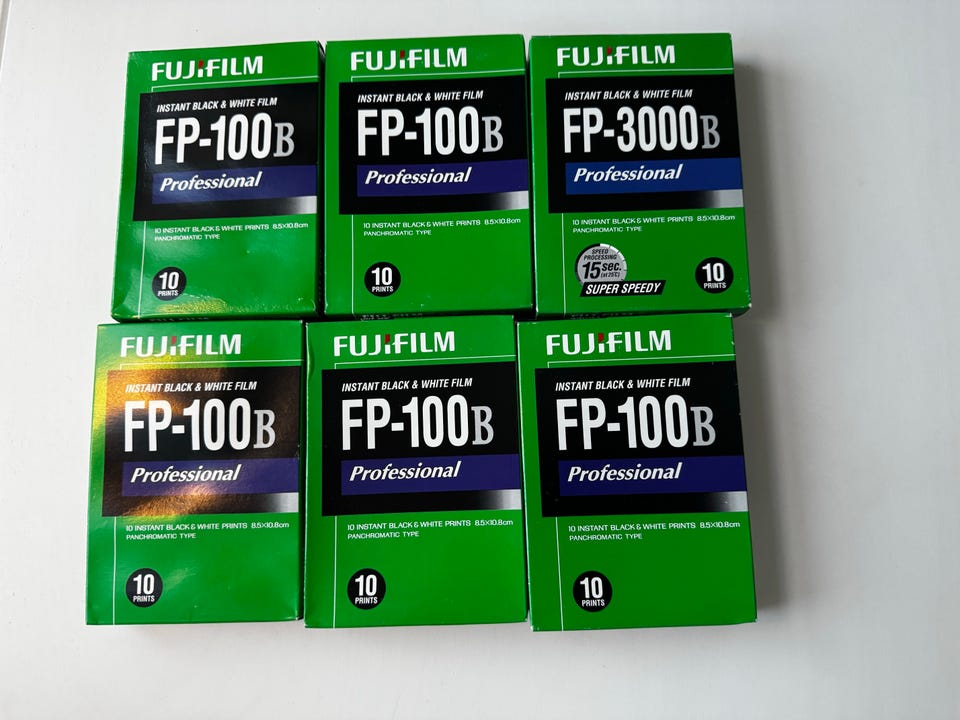 FUJIFILM
INSTANT BLACK & WHITE FILM
FP-100B
Professional
10 INSTANT BLACK & WHITE PRINTS 8.5×10.8cm
PANCHROMATIC TYPE
10
PRINTS
FUJIFILM
INSTANT BLACK & WHITE FILM
FP-100B
Professional
10 INSTANT BLACK & WHITE PRINTS 8.5×10.8cm
PANCHROMATIC TYPE
10
PRINTS
FUJIFILM
INSTANT BLACK & WHITE FILM
FP-3000B
Professional
10 INSTANT BLACK & WHITE PRINTS 8.5×10.8cm
PANCHROMATIC TYPE
SPEED
PROCESSING
15 sec.
(at 25°C)
SUPER SPEEDY
10
PRINTS
FUJIFILM
INSTANT BLACK & WHITE FILM
FP-100B
Professional
10 INSTANT BLACK & WHITE PRINTS 8.5×10.8cm
PANCHROMATIC TYPE
10
PRINTS
FUJIFILM
INSTANT BLACK & WHITE FILM
FP-100B
Professional
10 INSTANT BLACK & WHITE PRINTS 8.5×10.8cm
PANCHROMATIC TYPE
10
PRINTS
FUJIFILM
INSTANT BLACK & WHITE FILM
FP-100B
Professional
10 INSTANT BLACK & WHITE PRINTS 8.5×10.8cm
PANCHROMATIC TYPE
10
PRINTS